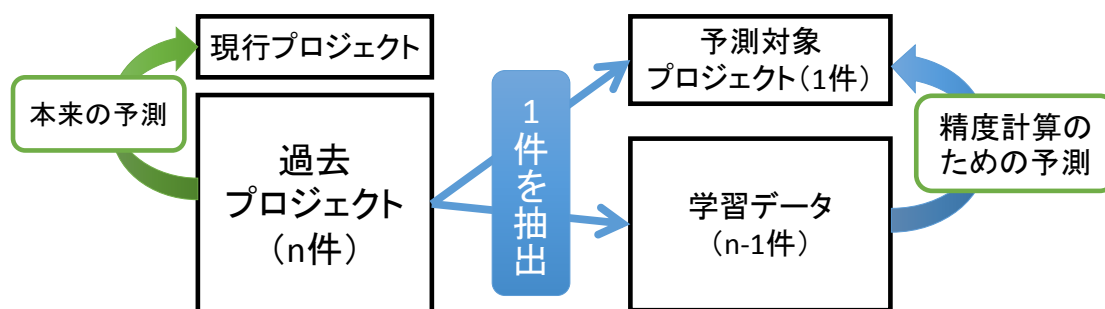 現行プロジェクト
本来の予測
過去
プロジェクト
（n件）
1件を抽出
予測対象
プロジェクト（1件）
学習データ
（n-1件）
精度計算の
ための予測